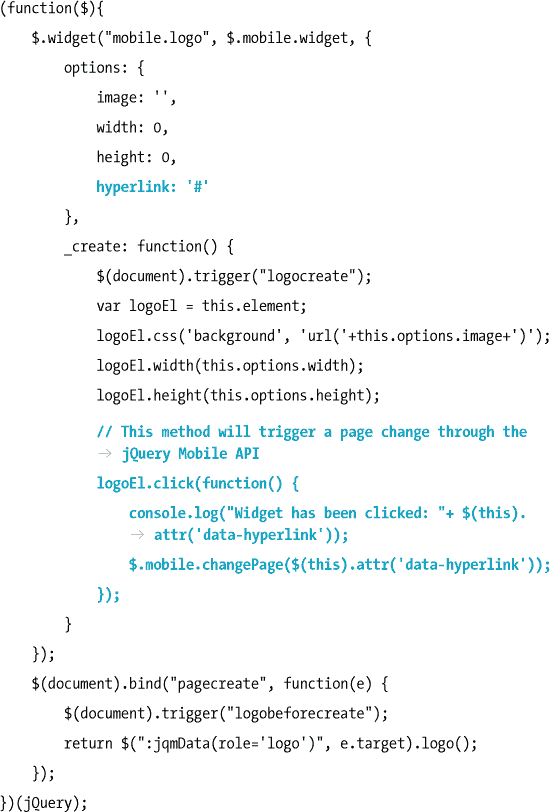 (function($){
$.widget("mobile.logo", $.mobile.widget, {
options: {
image: '',
width: 0,
height: 0,
hyperlink: '#'
},
_create: function() {
$(document).trigger("logocreate");
var logoEl = this.element;
logoEl.css('background', 'url('+this.options.image+')');
logoEl.width(this.options.width);
logoEl.height(this.options.height);
// This method will trigger a page change through the
→ jQuery Mobile API
logoEl.click(function() {
console.log("Widget has been clicked: "+ $(this).
→ attr('data-hyperlink'));
$.mobile.changePage($(this).attr('data-hyperlink'));
});
}
});
$(document).bind("pagecreate", function(e) {
$(document).trigger("logobeforecreate");
return $(":jqmData(role='logo')", e.target).logo();
});
})(jQuery);